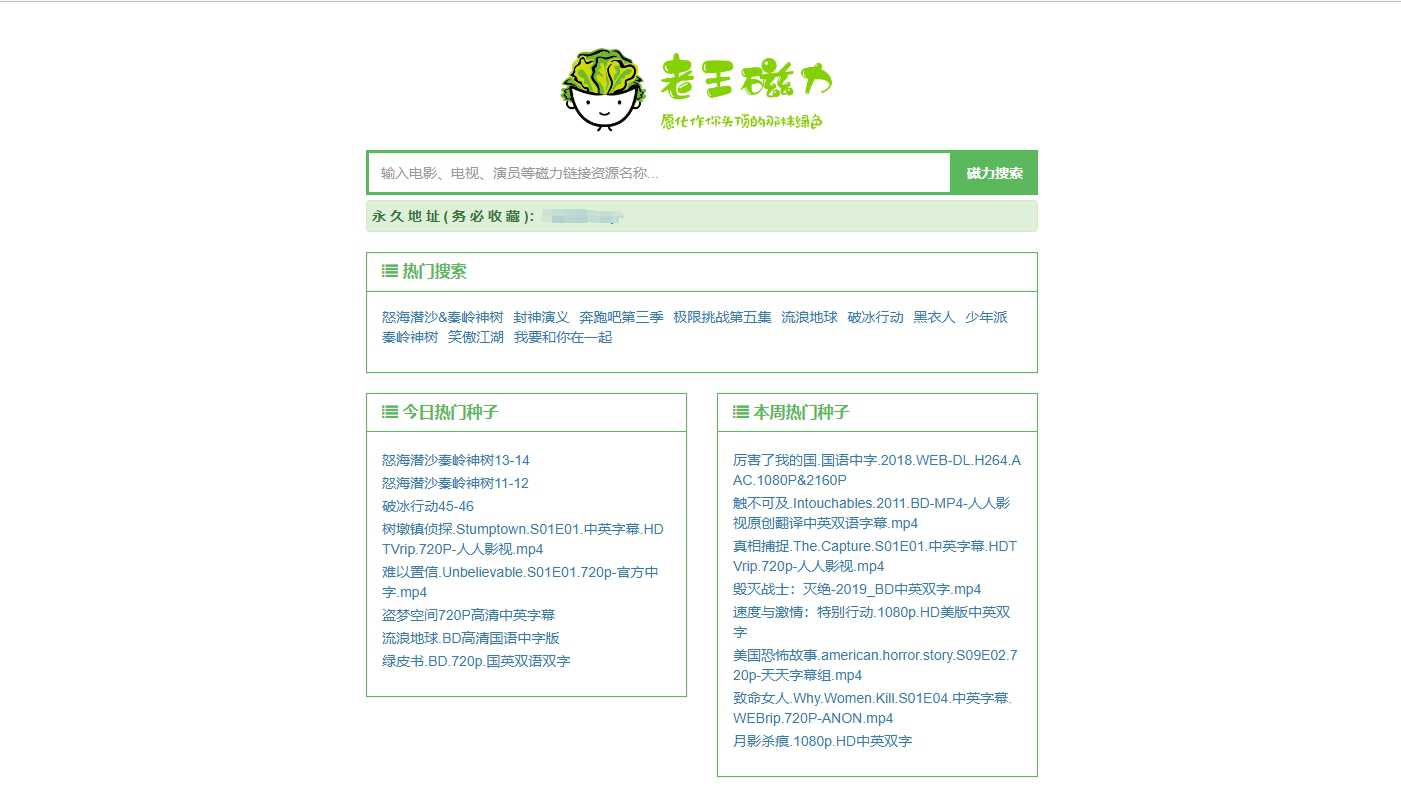 老王磁力
愿化作你头顶的那抹绿色
输入电影、电视、演员等磁力链接资源名称...
磁力搜索
永久地址(务必收藏):
热门搜索
怒海潜沙&秦岭神树 封神演义 奔跑吧第三季 极限挑战第五集 流浪地球 破冰行动 黑衣人 少年派
秦岭神树 笑傲江湖 我要和你在一起
今日热门种子
怒海潜沙秦岭神树13-14
怒海潜沙秦岭神树11-12
破冰行动45-46
树墩镇侦探.Stumptown.S01E01.中英字幕.HD
TVrip.720P-人人影视.mp4
难以置信.Unbelievable.S01E01.720p-官方中
字.mp4
盗梦空间720P高清中英字幕
流浪地球.BD高清国语中字版
绿皮书.BD.720p.国英双语双字
本周热门种子
厉害了我的国.国语中字.2018.WEB-DL.H264.A
AC.1080P&2160P
触不可及.Intouchables.2011.BD-MP4-人人影
视原创翻译中英双语字幕.mp4
真相捕捉.The.Capture.S01E01.中英字幕.HDT
Vrip.720p-人人影视.mp4
毁灭战士：灭绝-2019_BD中英双字.mp4
速度与激情：特别行动.1080p.HD美版中英双
字
美国恐怖故事.american.horror.story.S09E02.7
20p-天天字幕组.mp4
致命女人.Why.Women.Kill.S01E04.中英字幕.
WEBrip.720P-ANON.mp4
月影杀痕.1080p.HD中英双字